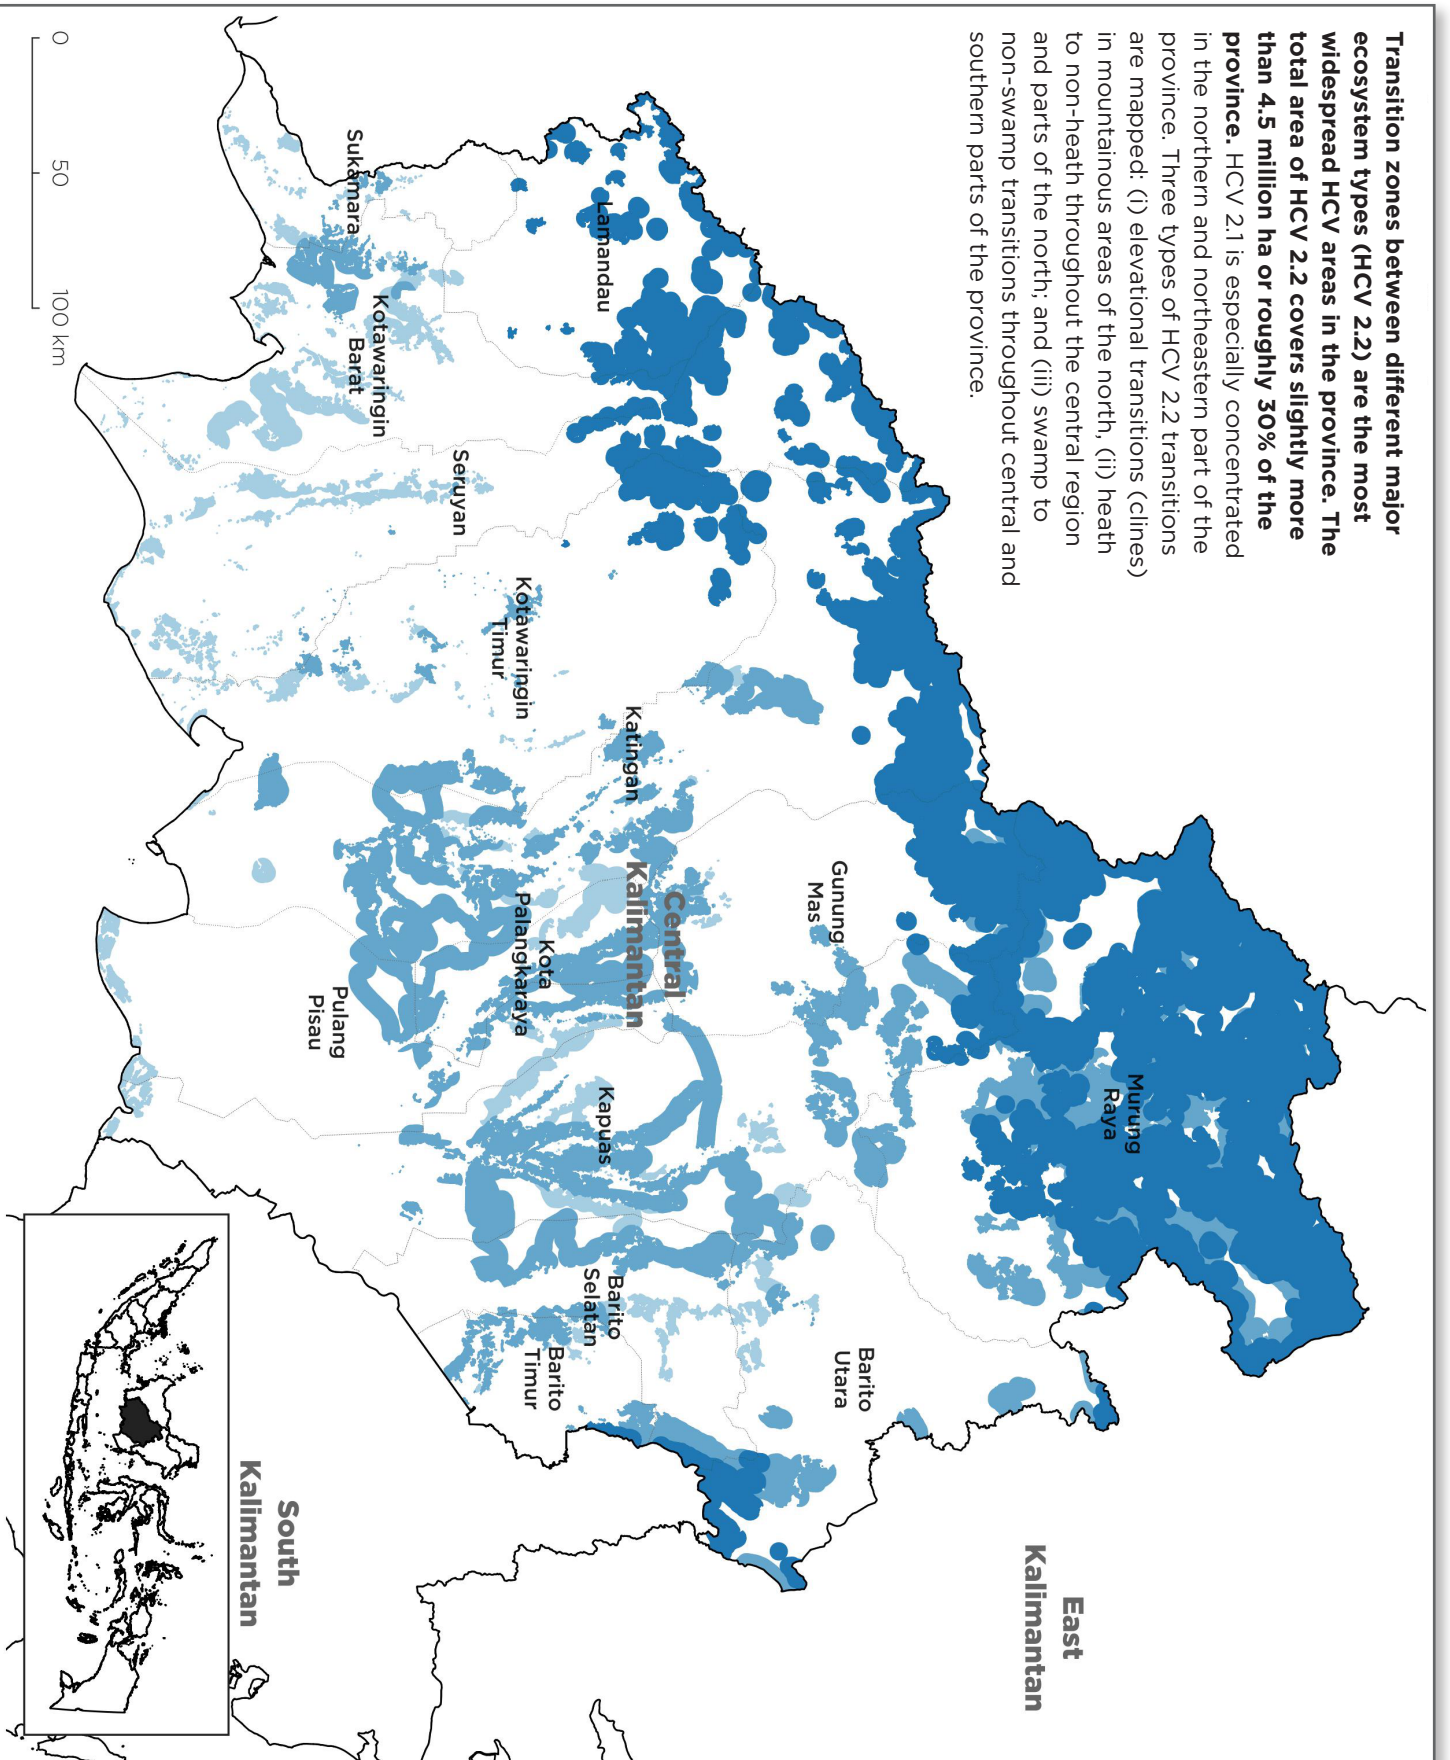 Transition zones between different major
ecosystem types (HCV 2.2) are the most
widespread HCV areas in the province. The
total area of HCV 2.2 covers slightly more
than 4.5 million ha or roughly 30% of the
province. HCV 2.1 is especially concentrated
in the northern and northeastern part of the
province. Three types of HCV 2.2 transitions
are mapped: (i) elevational transitions (clines)
in mountainous areas of the north, (ii) heath
to non-heath throughout the central region
and parts of the north; and (iii) swamp to
non-swamp transitions throughout central and
southern parts of the province.
East
Kalimantan
Murung
Raya
Barito
Utara
Gunung
Mas
Central
Kalimantan
Katingan
Lamandau
Kapuas
Barito
Selatan
Barito
Timur
Kota
Palangkaraya
Kotawaringin
Timur
Seruyan
Kotawaringin
Barat
Sukamara
Pulang
Pisau
South
Kalimantan
0
50
100 km